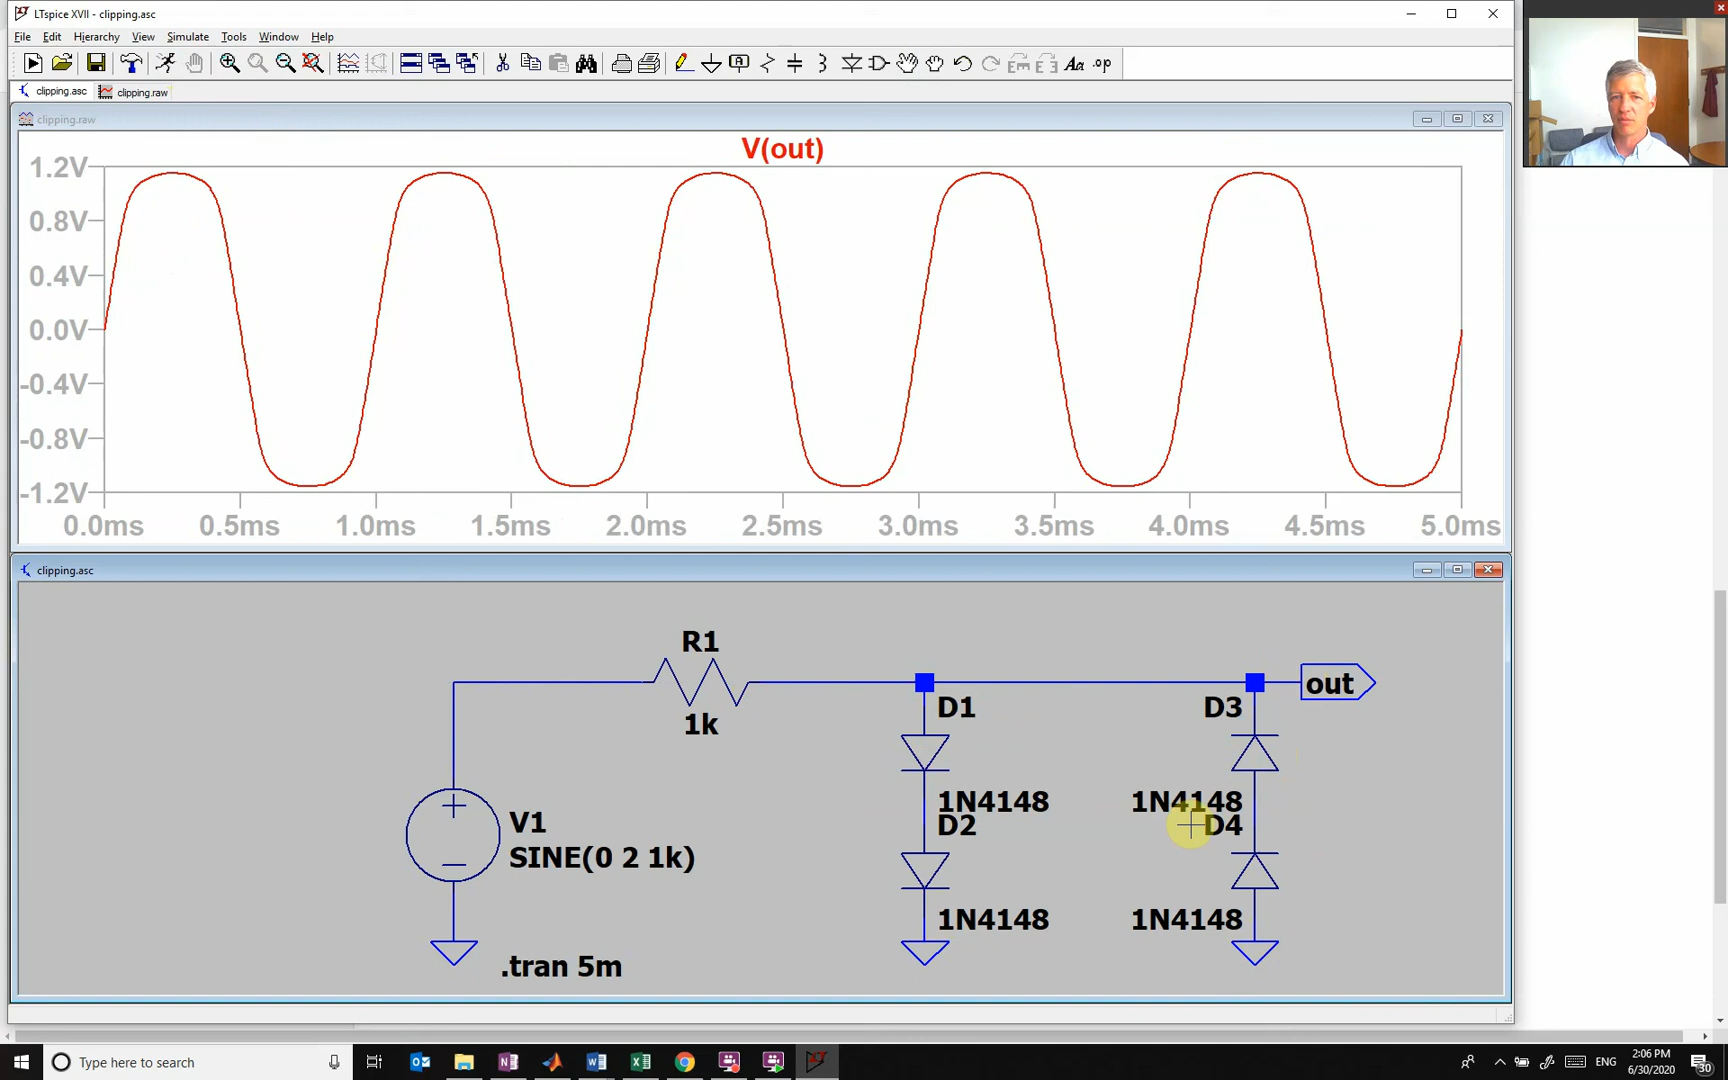 LTspice XVII - clipping.asc
File Edit Hierarchy View Simulate Tools Window Help
.op
clipping.asc clipping.raw
clipping.raw
V(out)
1.2V
0.8V
0.4V
0.0V
-0.4V
-0.8V
-1.2V
0.0ms 0.5ms 1.0ms 1.5ms 2.0ms 2.5ms 3.0ms 3.5ms 4.0ms 4.5ms 5.0ms
clipping.asc
R1
1k
out
D1
D3
1N4148
1N4148
V1
D2
D4
SINE(0 2 1k)
1N4148
1N4148
.tran 5m
Type here to search
ENG
2:06 PM
6/30/2020
30